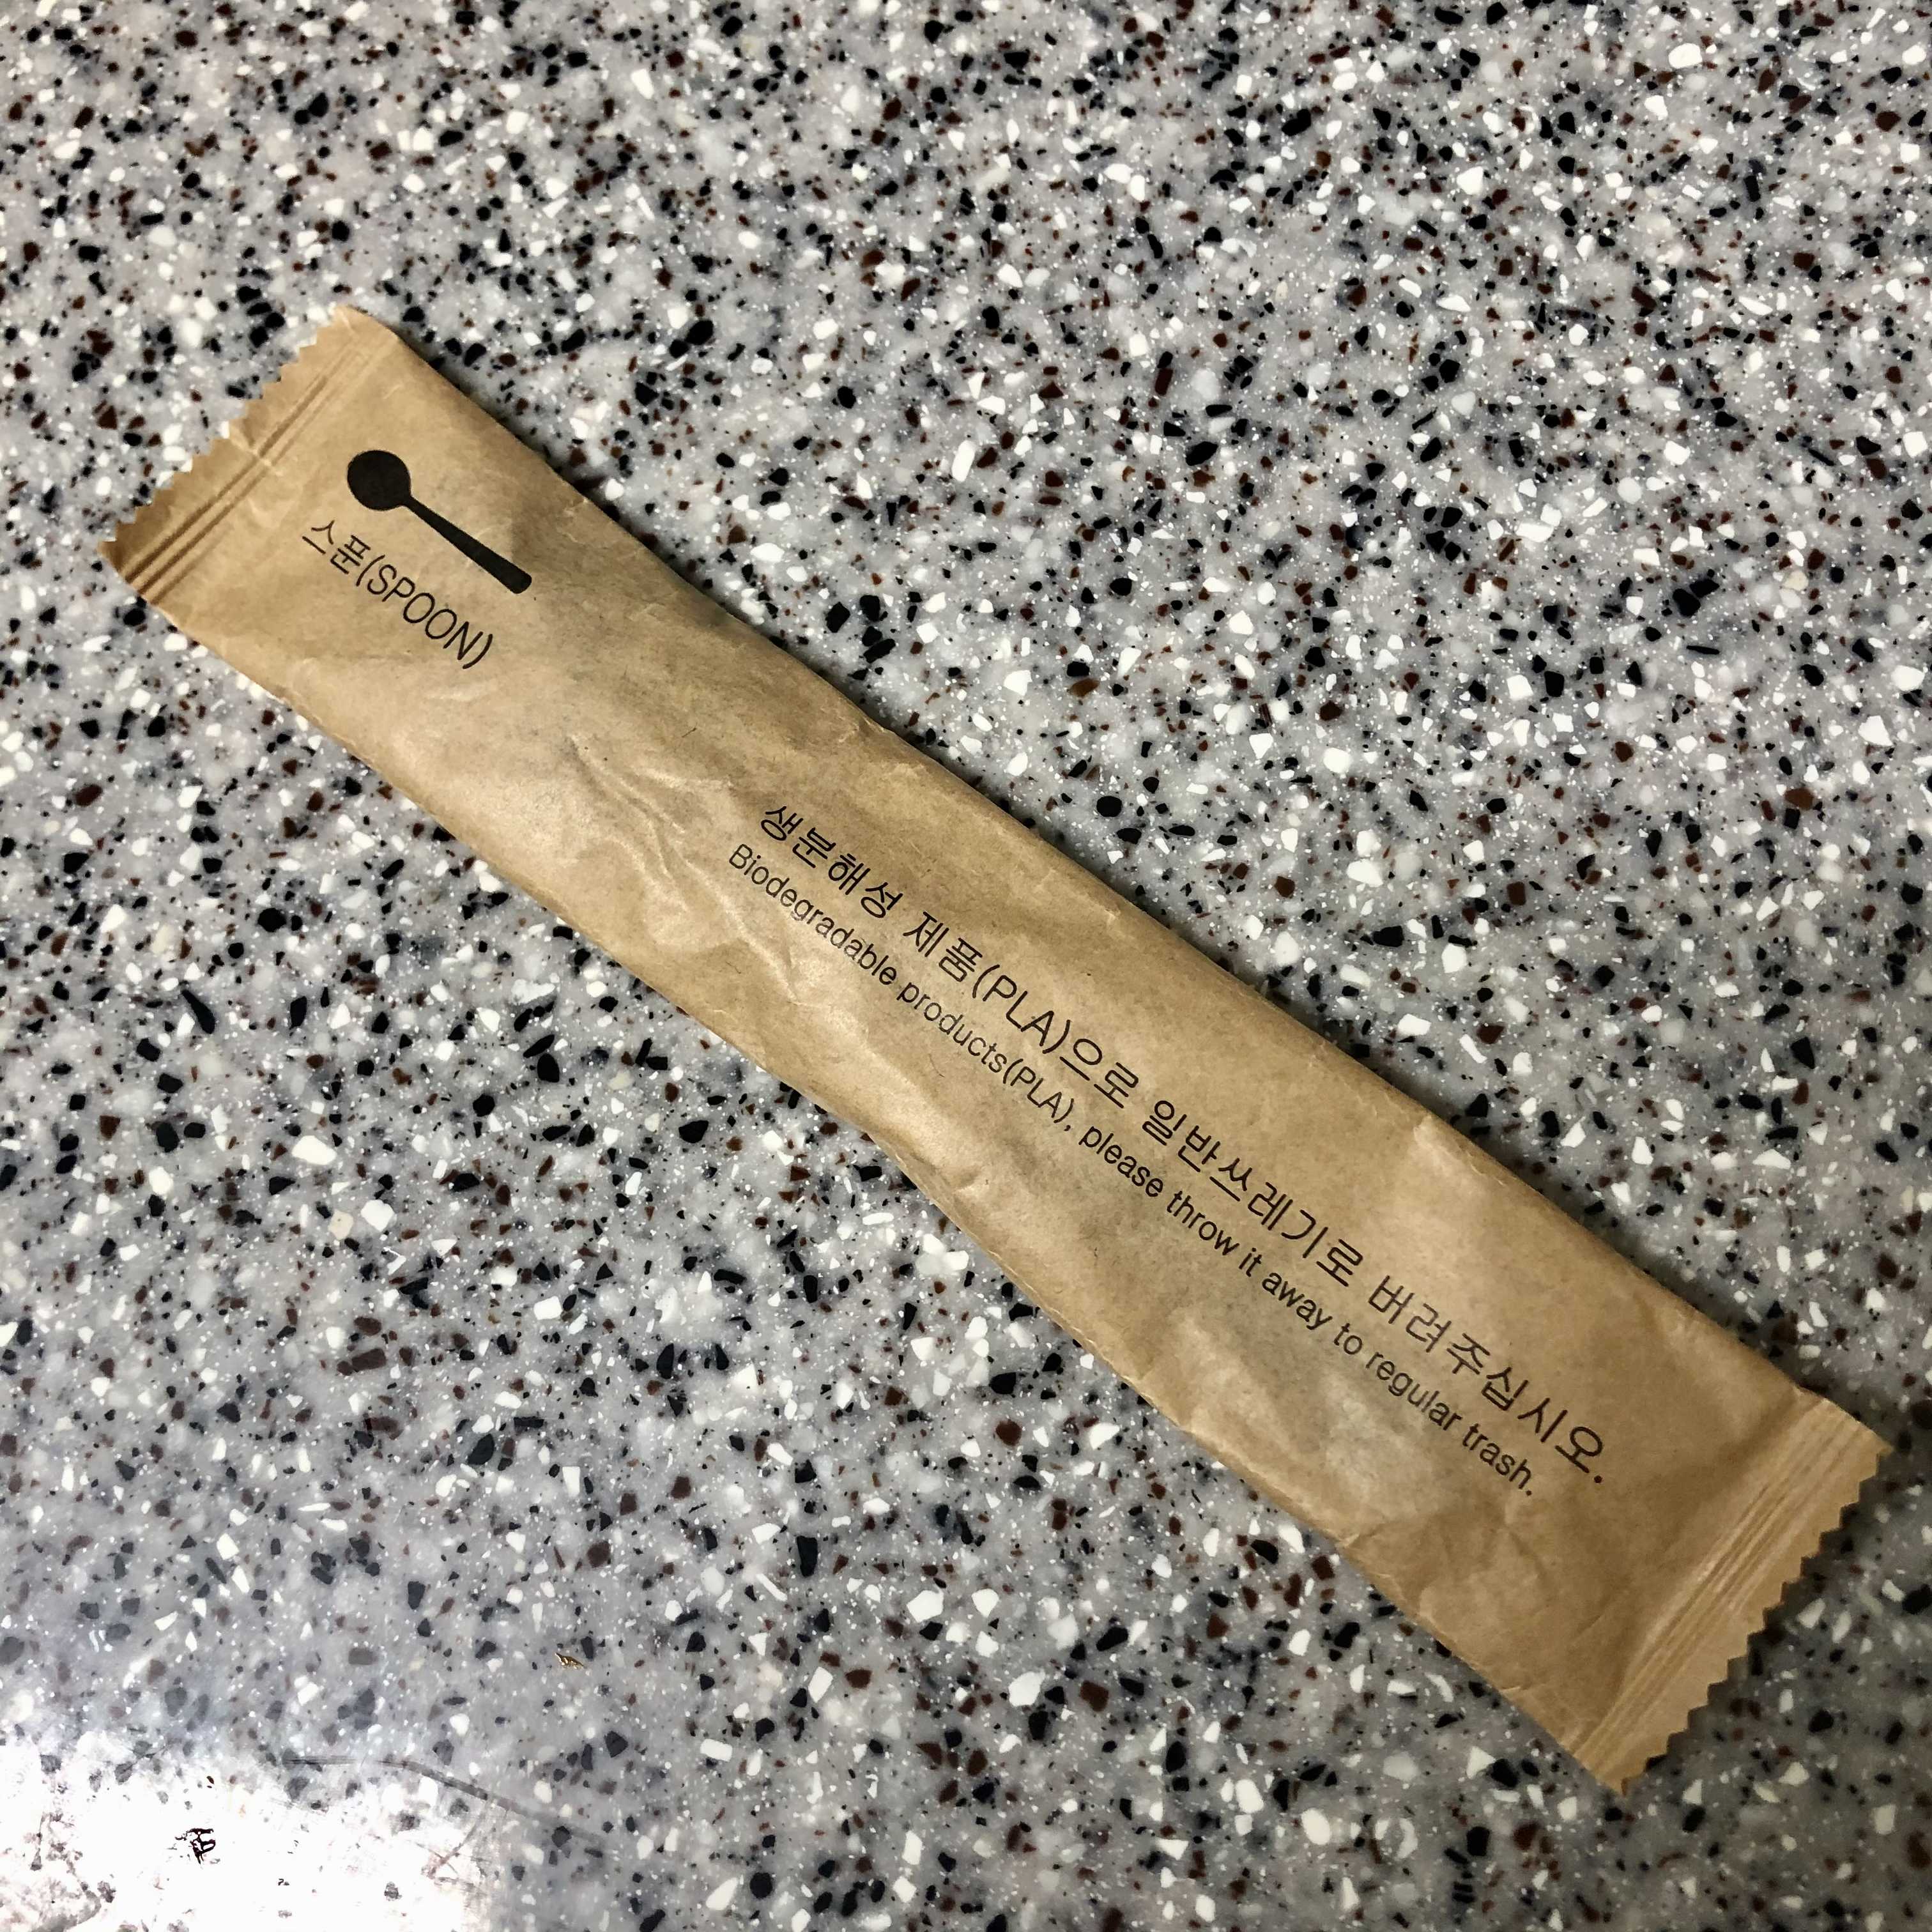 스푼(SPOON)
생분해성 제품(PLA)으로 일반쓰레기로 버려주십시오.
Biodegradable products(PLA), please throw it away to regular trash.